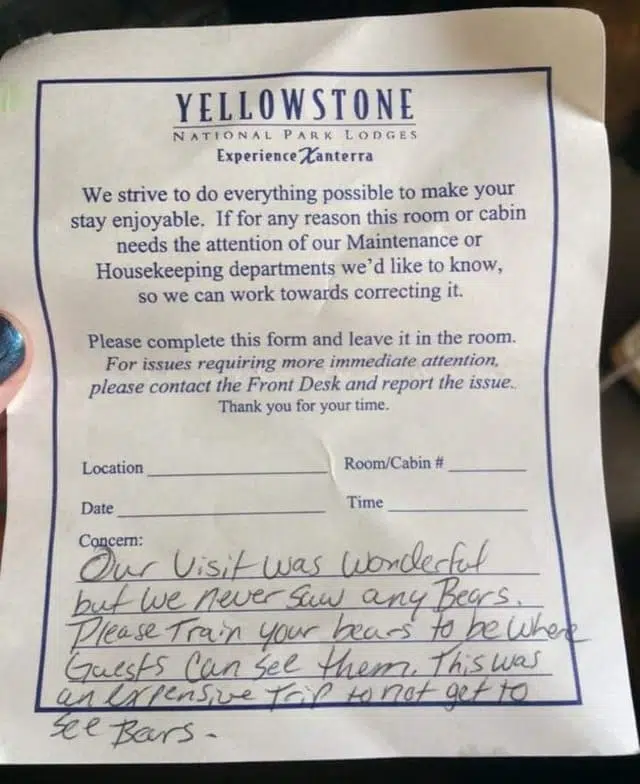 YELLOWSTONE
NATIONAL PARK LODGES
Experience Xanterra
We strive to do everything possible to make your
stay enjoyable. If for any reason this room or cabin
needs the attention of our Maintenance or
Housekeeping departments we'd like to know,
so we can work towards correcting it.
Please complete this form and leave it in the room.
For issues requiring more immediate attention,
please contact the Front Desk and report the issue.
Thank you for your time.
Location Room/Cabin #
Date Time
Concern:
Our Visit was Wonderful
but we never saw any Bears.
Please Train your bears to be where
Guests Can see them. This was
an expensive Trip to not get to
See Bears.